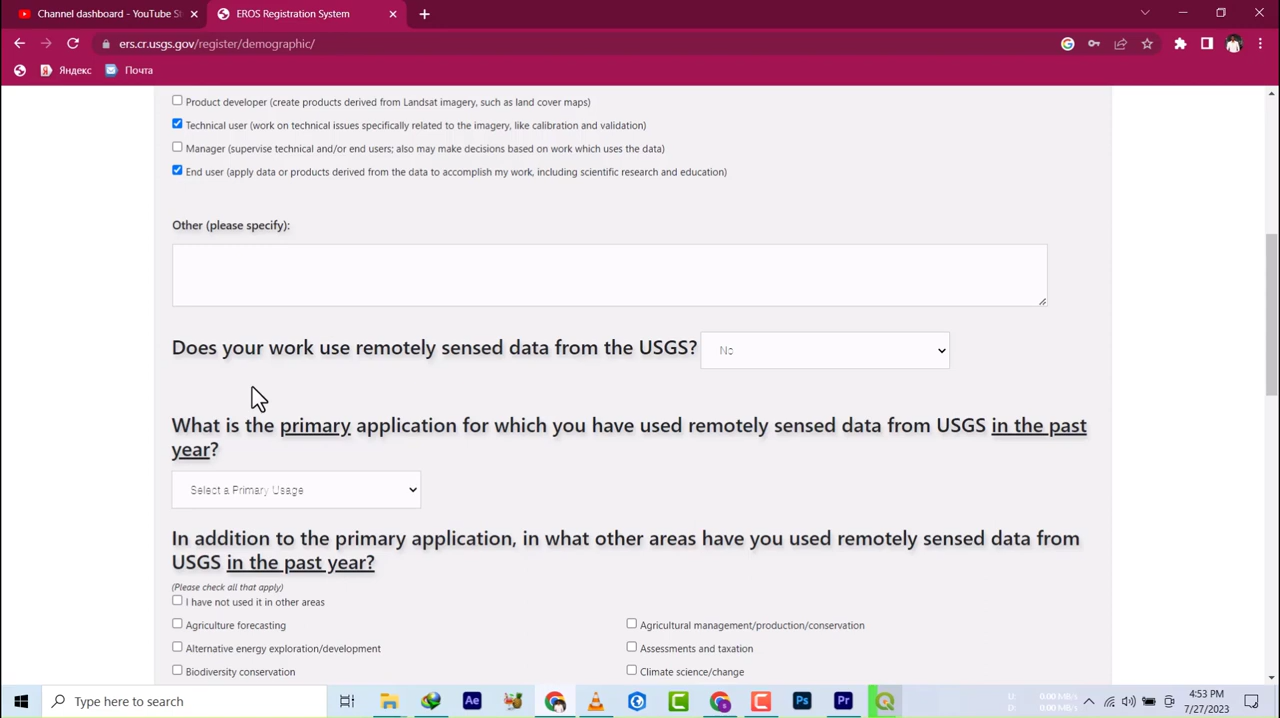 Channel dashboard - YouTube St
EROS Registration System
ers.cr.usgs.gov/register/demographic/
Яндекс
Почта
Product developer (create products derived from Landsat imagery, such as land cover maps)
Technical user (work on technical issues specifically related to the imagery, like calibration and validation)
Manager (supervise technical and/or end users; also may make decisions based on work which uses the data)
End user (apply data or products derived from the data to accomplish my work, including scientific research and education)
Other (please specify):
Does your work use remotely sensed data from the USGS?
No
What is the primary application for which you have used remotely sensed data from USGS in the past
year?
Select a Primary Usage
In addition to the primary application, in what other areas have you used remotely sensed data from
USGS in the past year?
(Please check all that apply)
I have not used it in other areas
Agriculture forecasting
Agricultural management/production/conservation
Alternative energy exploration/development
Assessments and taxation
Biodiversity conservation
Climate science/change
Type here to search
Ae
Ps
Pr
U: 0.00 MB/s
D: 0.00 MB/s
4:53 PM
7/27/2023